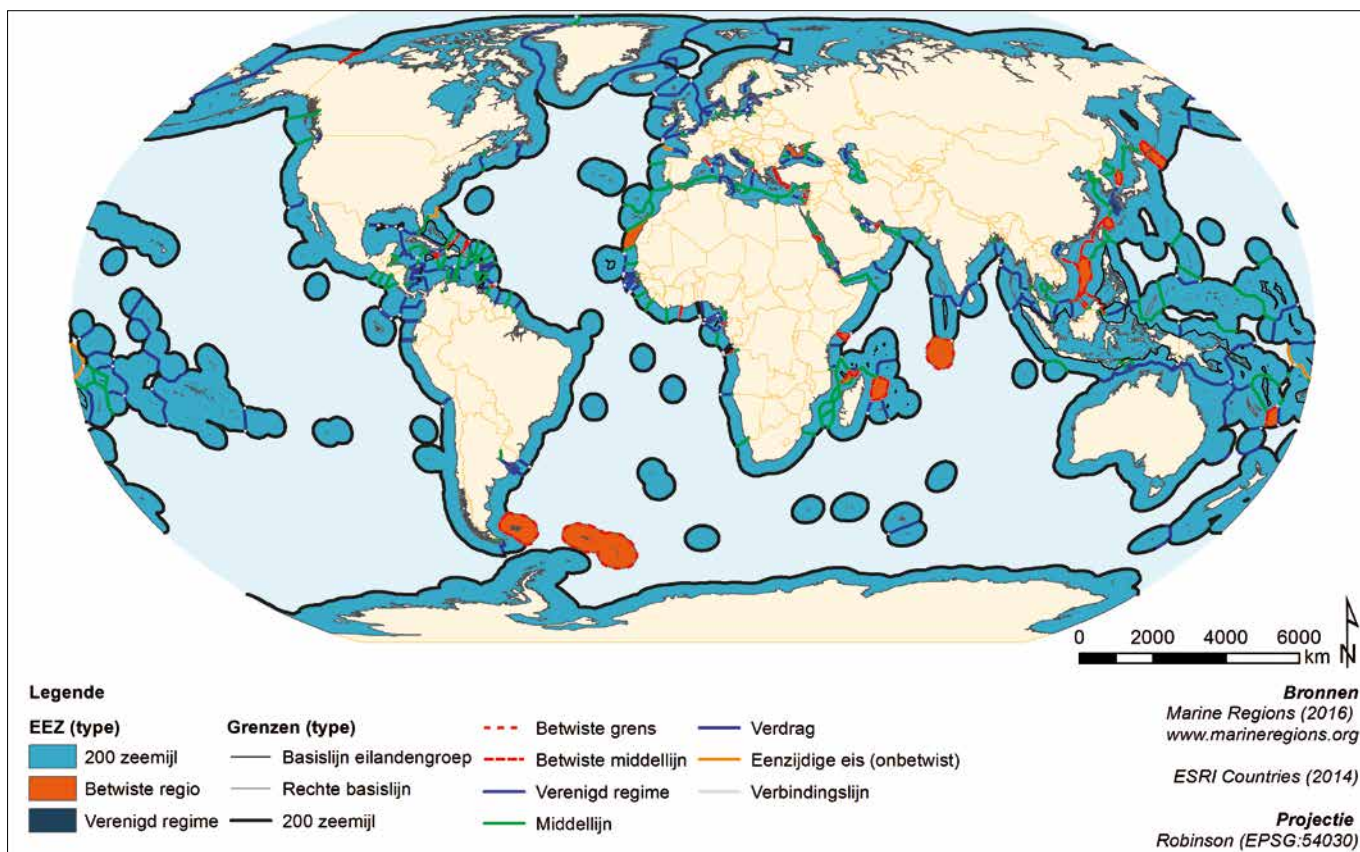 0 2000 4000 6000
km
N
Legende
EEZ (type)
200 zeemijl
Betwiste regio
Verenigd regime
Grenzen (type)
Basislijn eilandengroep
Rechte basislijn
200 zeemijl
Betwiste grens
Betwiste middellijn
Verenigd regime
Middellijn
Verdrag
Eenzijdige eis (onbetwist)
Verbindingslijn
Bronnen
Marine Regions (2016)
www.marineregions.org
ESRI Countries (2014)
Projectie
Robinson (EPSG:54030)